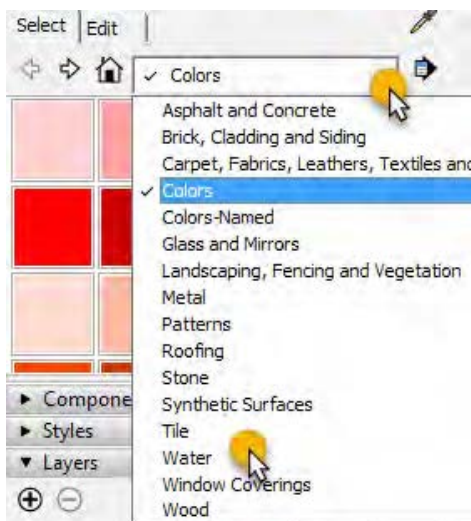 Select Edit
✓ Colors
Asphalt and Concrete
Brick, Cladding and Siding
Carpet, Fabrics, Leathers, Textiles and
✓ Colors
Colors-Named
Glass and Mirrors
Landscaping, Fencing and Vegetation
Metal
Patterns
Roofing
Stone
Synthetic Surfaces
Tile
Water
Window Coverings
Wood
Compone
Styles
Layers